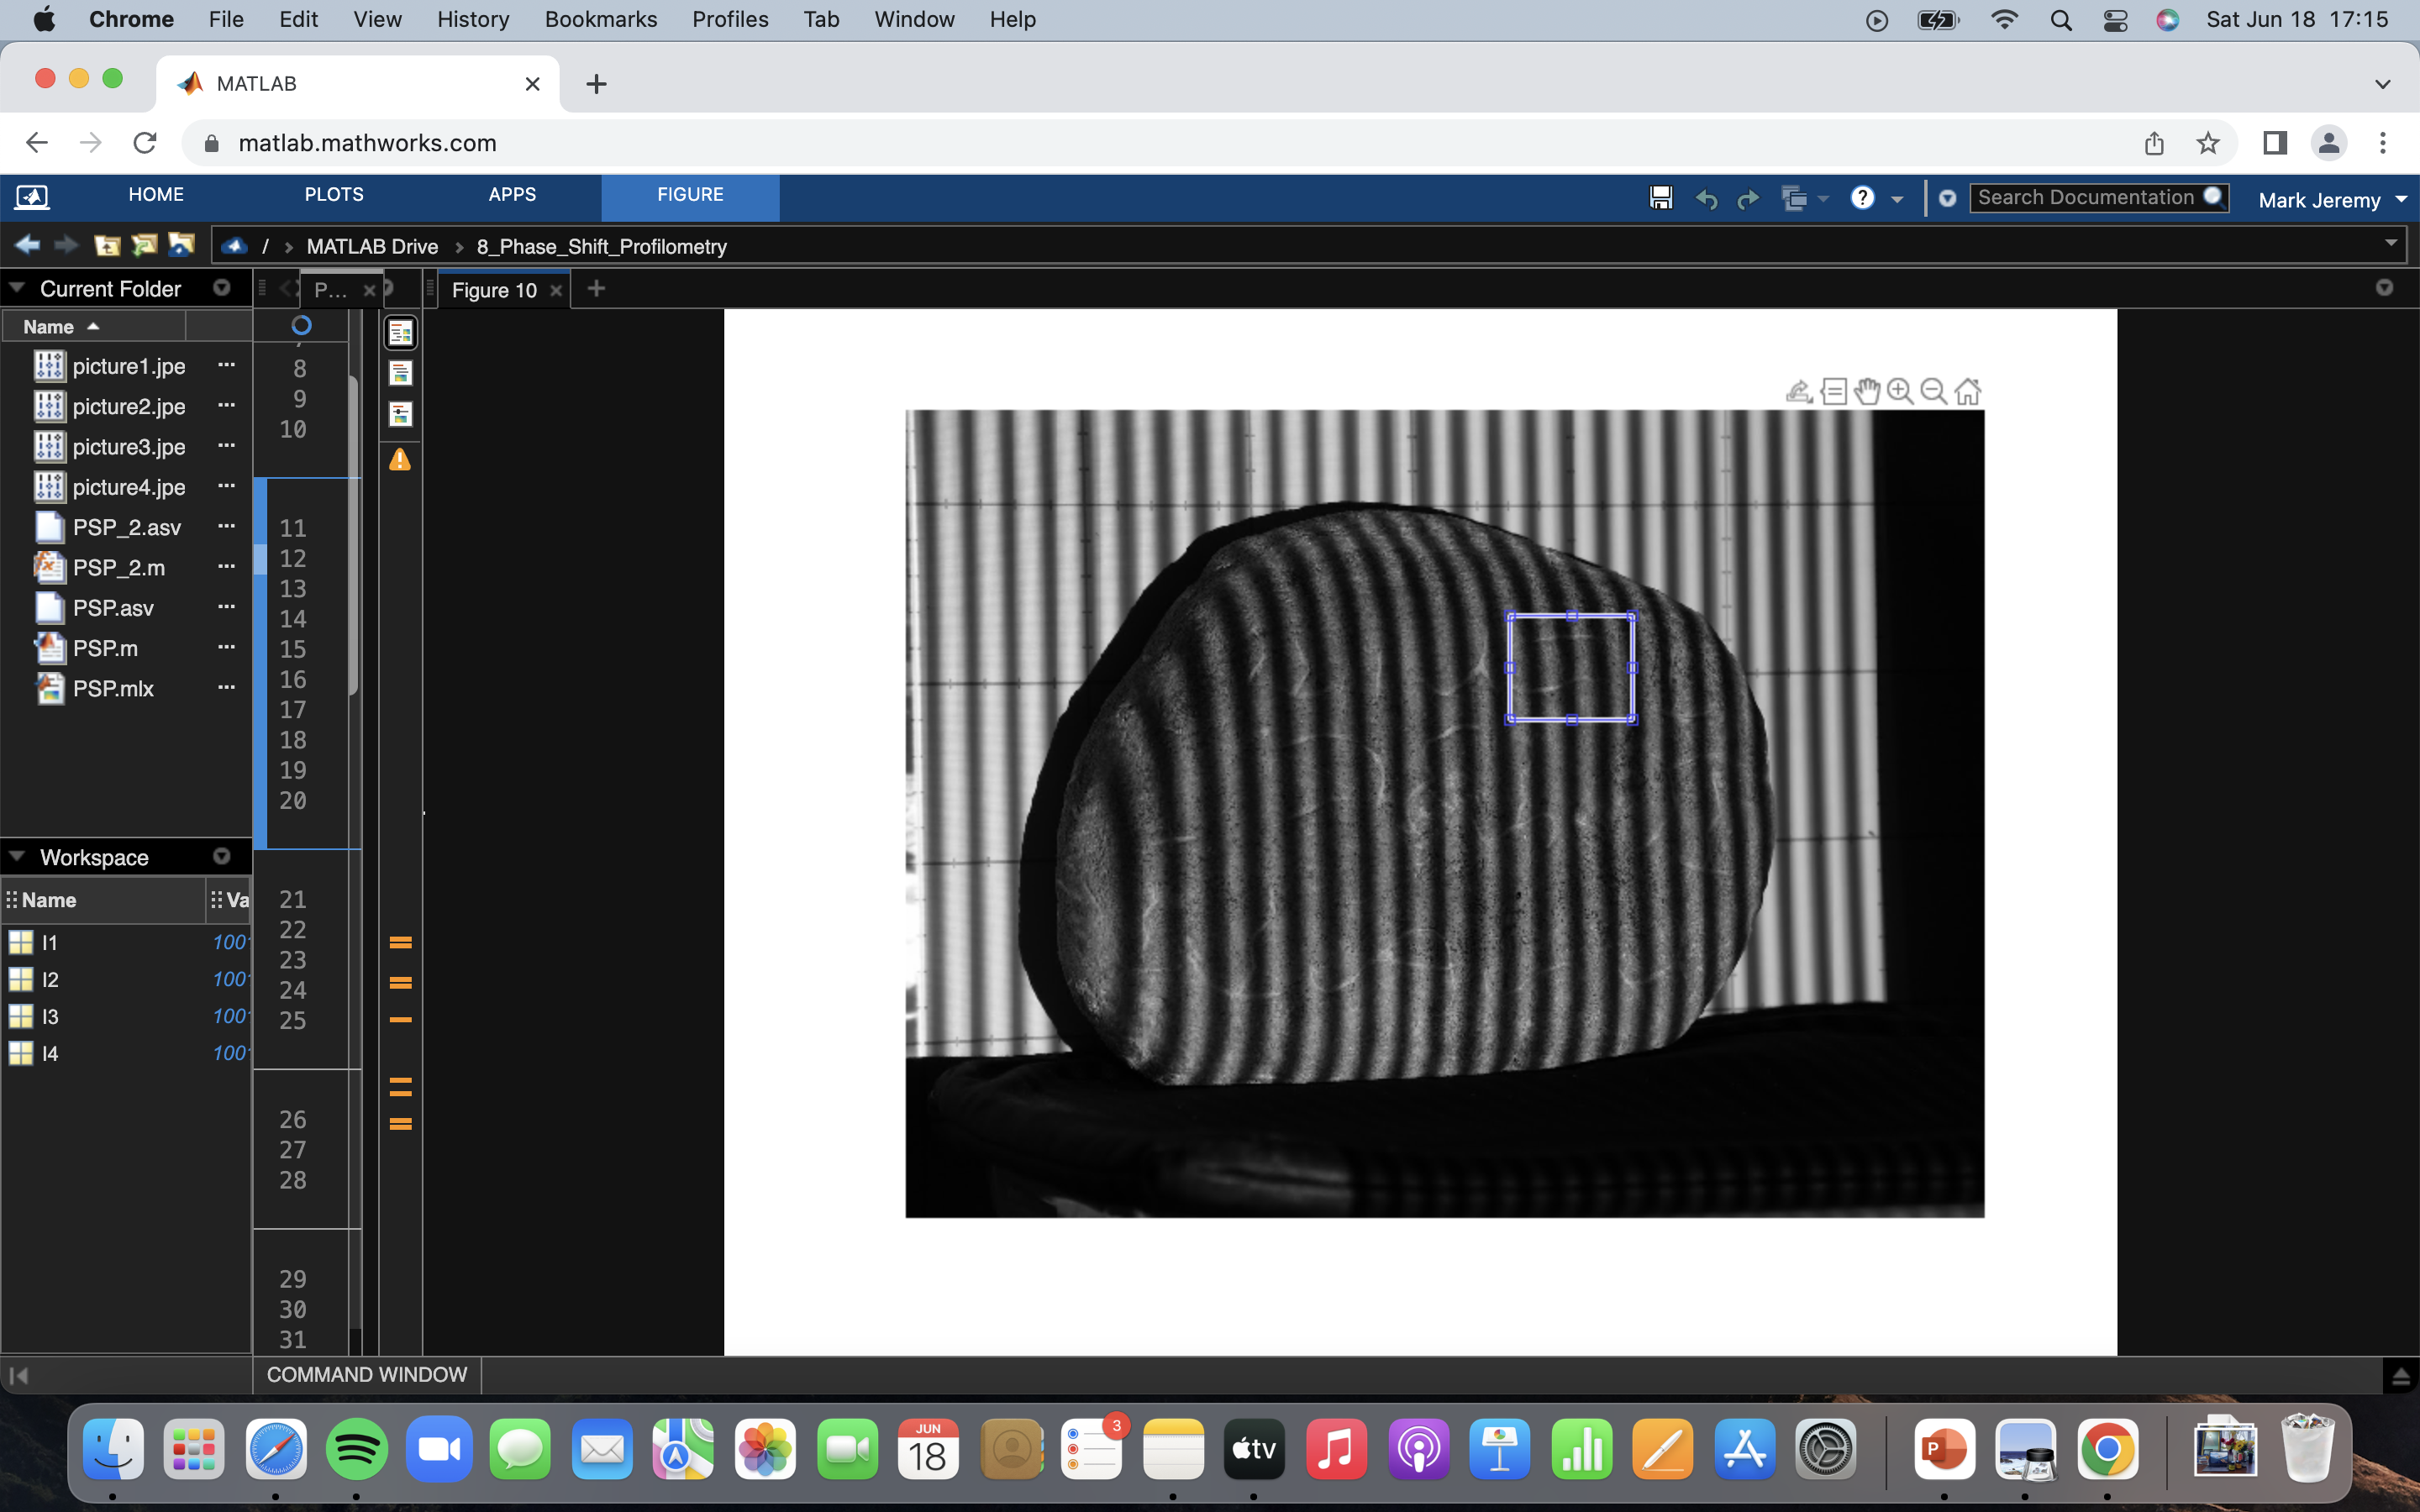 Chrome File Edit View History Bookmarks Profiles Tab Window Help Sat Jun 18 17:15
MATLAB
matlab.mathworks.com
HOME PLOTS APPS FIGURE Search Documentation Mark Jeremy
/ > MATLAB Drive > 8_Phase_Shift_Profilometry
Current Folder P... Figure 10
Name
picture1.jpe
picture2.jpe
picture3.jpe
picture4.jpe
PSP_2.asv
PSP_2.m
PSP.asv
PSP.m
PSP.mlx
8
9
10
11
12
13
14
15
16
17
18
19
20
21
22
23
24
25
26
27
28
29
30
31
Workspace
Name Va
I1 100
I2 100
I3 100
I4 100
COMMAND WINDOW
JUN
18
3
tv
P